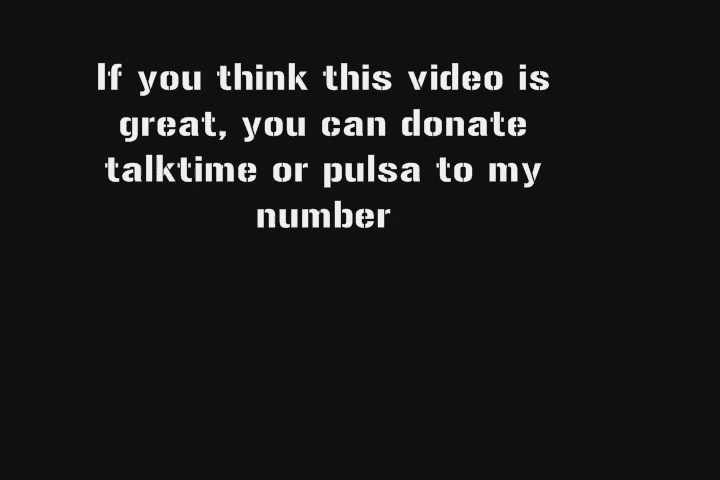 If you think this video is
great, you can donate
talktime or pulsa to my
number